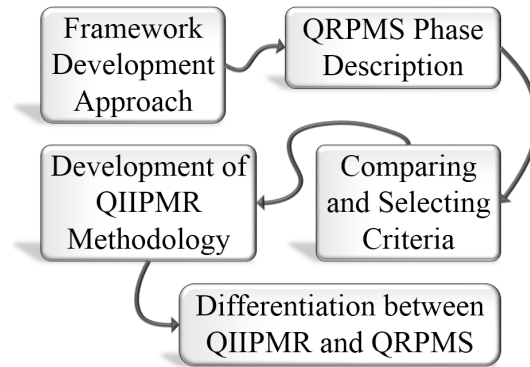 Framework
Development
Approach
QRPMS Phase
Description
Comparing
and Selecting
Criteria
Development of
QIIPMR
Methodology
Differentiation between
QIIPMR and QRPMS